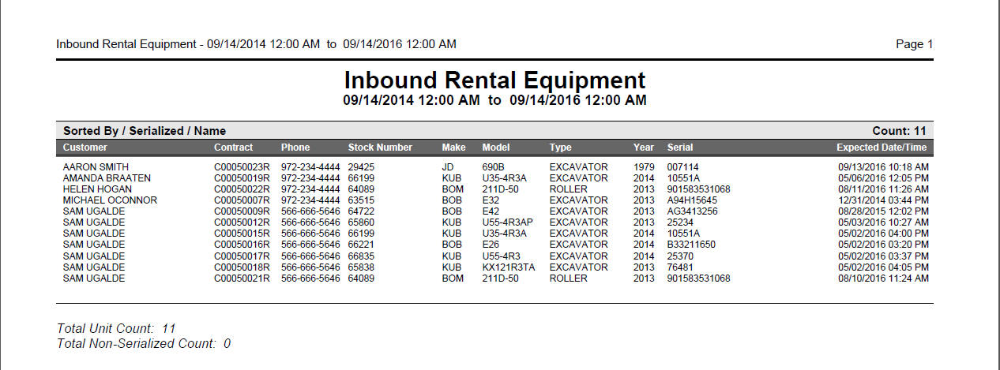 Inbound Rental Equipment - 09/14/2014 12:00 AM to 09/14/2016 12:00 AM Page 1
Inbound Rental Equipment
09/14/2014 12:00 AM to 09/14/2016 12:00 AM
Sorted By / Serialized / Name Count: 11
Customer Contract Phone Stock Number Make Model Type Year Serial Expected Date/Time
AARON SMITH C00050023R 972-234-4444 29425 JD 690B EXCAVATOR 1979 007114 09/13/2016 10:18 AM
AMANDA BRAATEN C00050019R 972-234-4444 66199 KUB U35-4R3A EXCAVATOR 2014 10551A 05/06/2016 12:05 PM
HELEN HOGAN C00050022R 972-234-4444 64089 BOM 211D-50 ROLLER 2013 901583531068 08/11/2016 11:26 AM
MICHAEL OCONNOR C00050007R 972-234-4444 63515 BOB E32 EXCAVATOR 2013 A94H15645 12/31/2014 03:44 PM
SAM UGALDE C00050009R 566-666-5646 64722 BOB E42 EXCAVATOR 2013 AG3413256 08/28/2015 12:02 PM
SAM UGALDE C00050012R 566-666-5646 65860 KUB U55-4R3AP EXCAVATOR 2013 25234 05/03/2016 10:27 AM
SAM UGALDE C00050015R 566-666-5646 66199 KUB U35-4R3A EXCAVATOR 2014 10551A 05/02/2016 04:00 PM
SAM UGALDE C00050016R 566-666-5646 66221 BOB E26 EXCAVATOR 2014 B33211650 05/02/2016 03:20 PM
SAM UGALDE C00050017R 566-666-5646 66835 KUB U55-4R3 EXCAVATOR 2014 25370 05/02/2016 03:37 PM
SAM UGALDE C00050018R 566-666-5646 65838 KUB KX121R3TA EXCAVATOR 2013 76481 05/02/2016 04:05 PM
SAM UGALDE C00050021R 566-666-5646 64089 BOM 211D-50 ROLLER 2013 901583531068 08/10/2016 11:24 AM
Total Unit Count: 11
Total Non-Serialized Count: 0